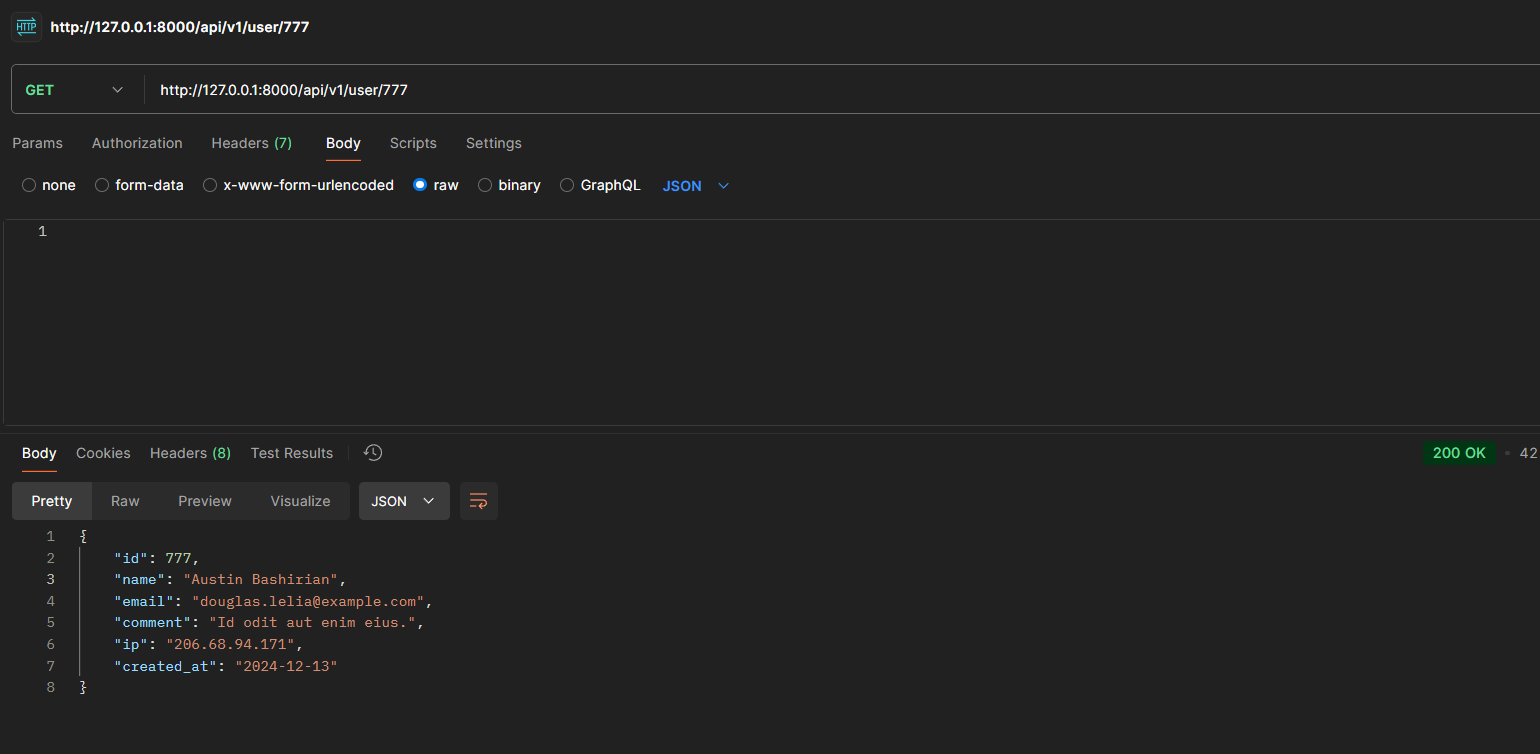 HTTP http://127.0.0.1:8000/api/v1/user/777
GET http://127.0.0.1:8000/api/v1/user/777
Params Authorization Headers (7) Body Scripts Settings
none form-data x-www-form-urlencoded raw binary GraphQL JSON
1
Body Cookies Headers (8) Test Results 200 OK 42
Pretty Raw Preview Visualize JSON
1 {
2 "id": 777,
3 "name": "Austin Bashirian",
4 "email": "douglas.lelia@example.com",
5 "comment": "Id odit aut enim eius.",
6 "ip": "206.68.94.171",
7 "created_at": "2024-12-13"
8 }